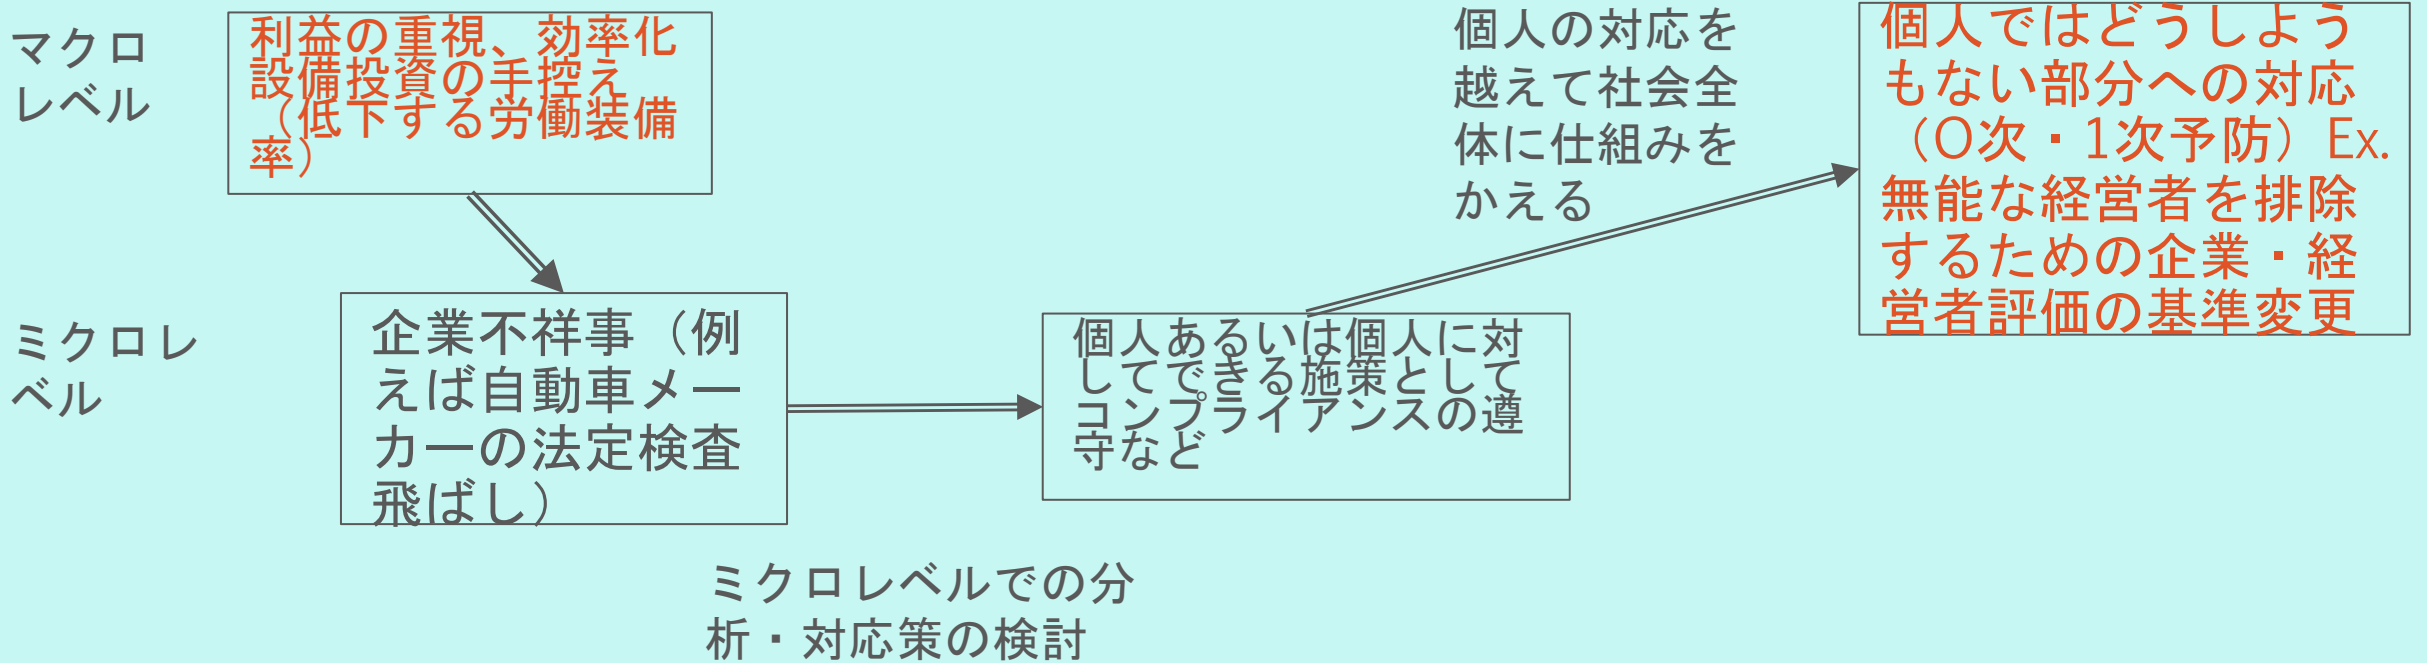 マクロ
レベル
利益の重視、効率化
設備投資の手控え
（低下する労働装備
率）
個人の対応を
越えて社会全
体に仕組みを
かえる
個人ではどうしよう
もない部分への対応
（０次・1次予防）Ex.
無能な経営者を排除
するための企業・経
営者評価の基準変更
ミクロレ
ベル
企業不祥事（例
えば自動車メー
カーの法定検査
飛ばし）
個人あるいは個人に対
してできる施策として
コンプライアンスの遵
守など
ミクロレベルでの分
析・対応策の検討